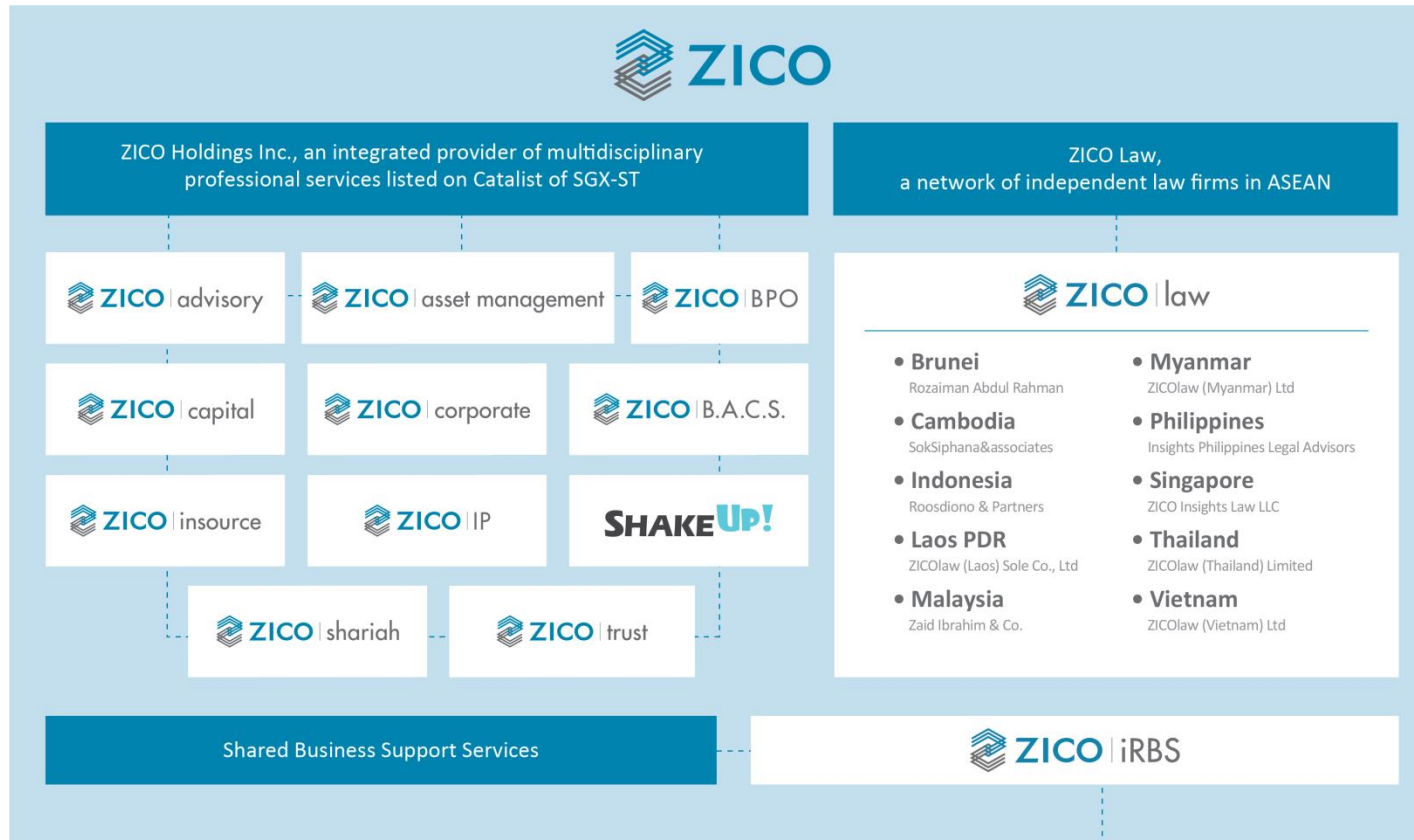 ZICO
ZICO Holdings Inc., an integrated provider of multidisciplinary
professional services listed on Catalist of SGX-ST
ZICO Law,
a network of independent law firms in ASEAN
ZICO | advisory
ZICO | asset management
ZICO | BPO
ZICO | capital
ZICO | corporate
ZICO | B.A.C.S.
ZICO | insource
ZICO | IP
SHAKEUP!
ZICO | shariah
ZICO | trust
ZICO | law
• Brunei
Rozaiman Abdul Rahman
• Cambodia
SokSiphana&associates
• Indonesia
Roosdiono & Partners
• Laos PDR
ZICOlaw (Laos) Sole Co., Ltd
• Malaysia
Zaid Ibrahim & Co.
• Myanmar
ZICOlaw (Myanmar) Ltd
• Philippines
Insights Philippines Legal Advisors
• Singapore
ZICO Insights Law LLC
• Thailand
ZICOlaw (Thailand) Limited
• Vietnam
ZICOlaw (Vietnam) Ltd
Shared Business Support Services
ZICO | iRBS